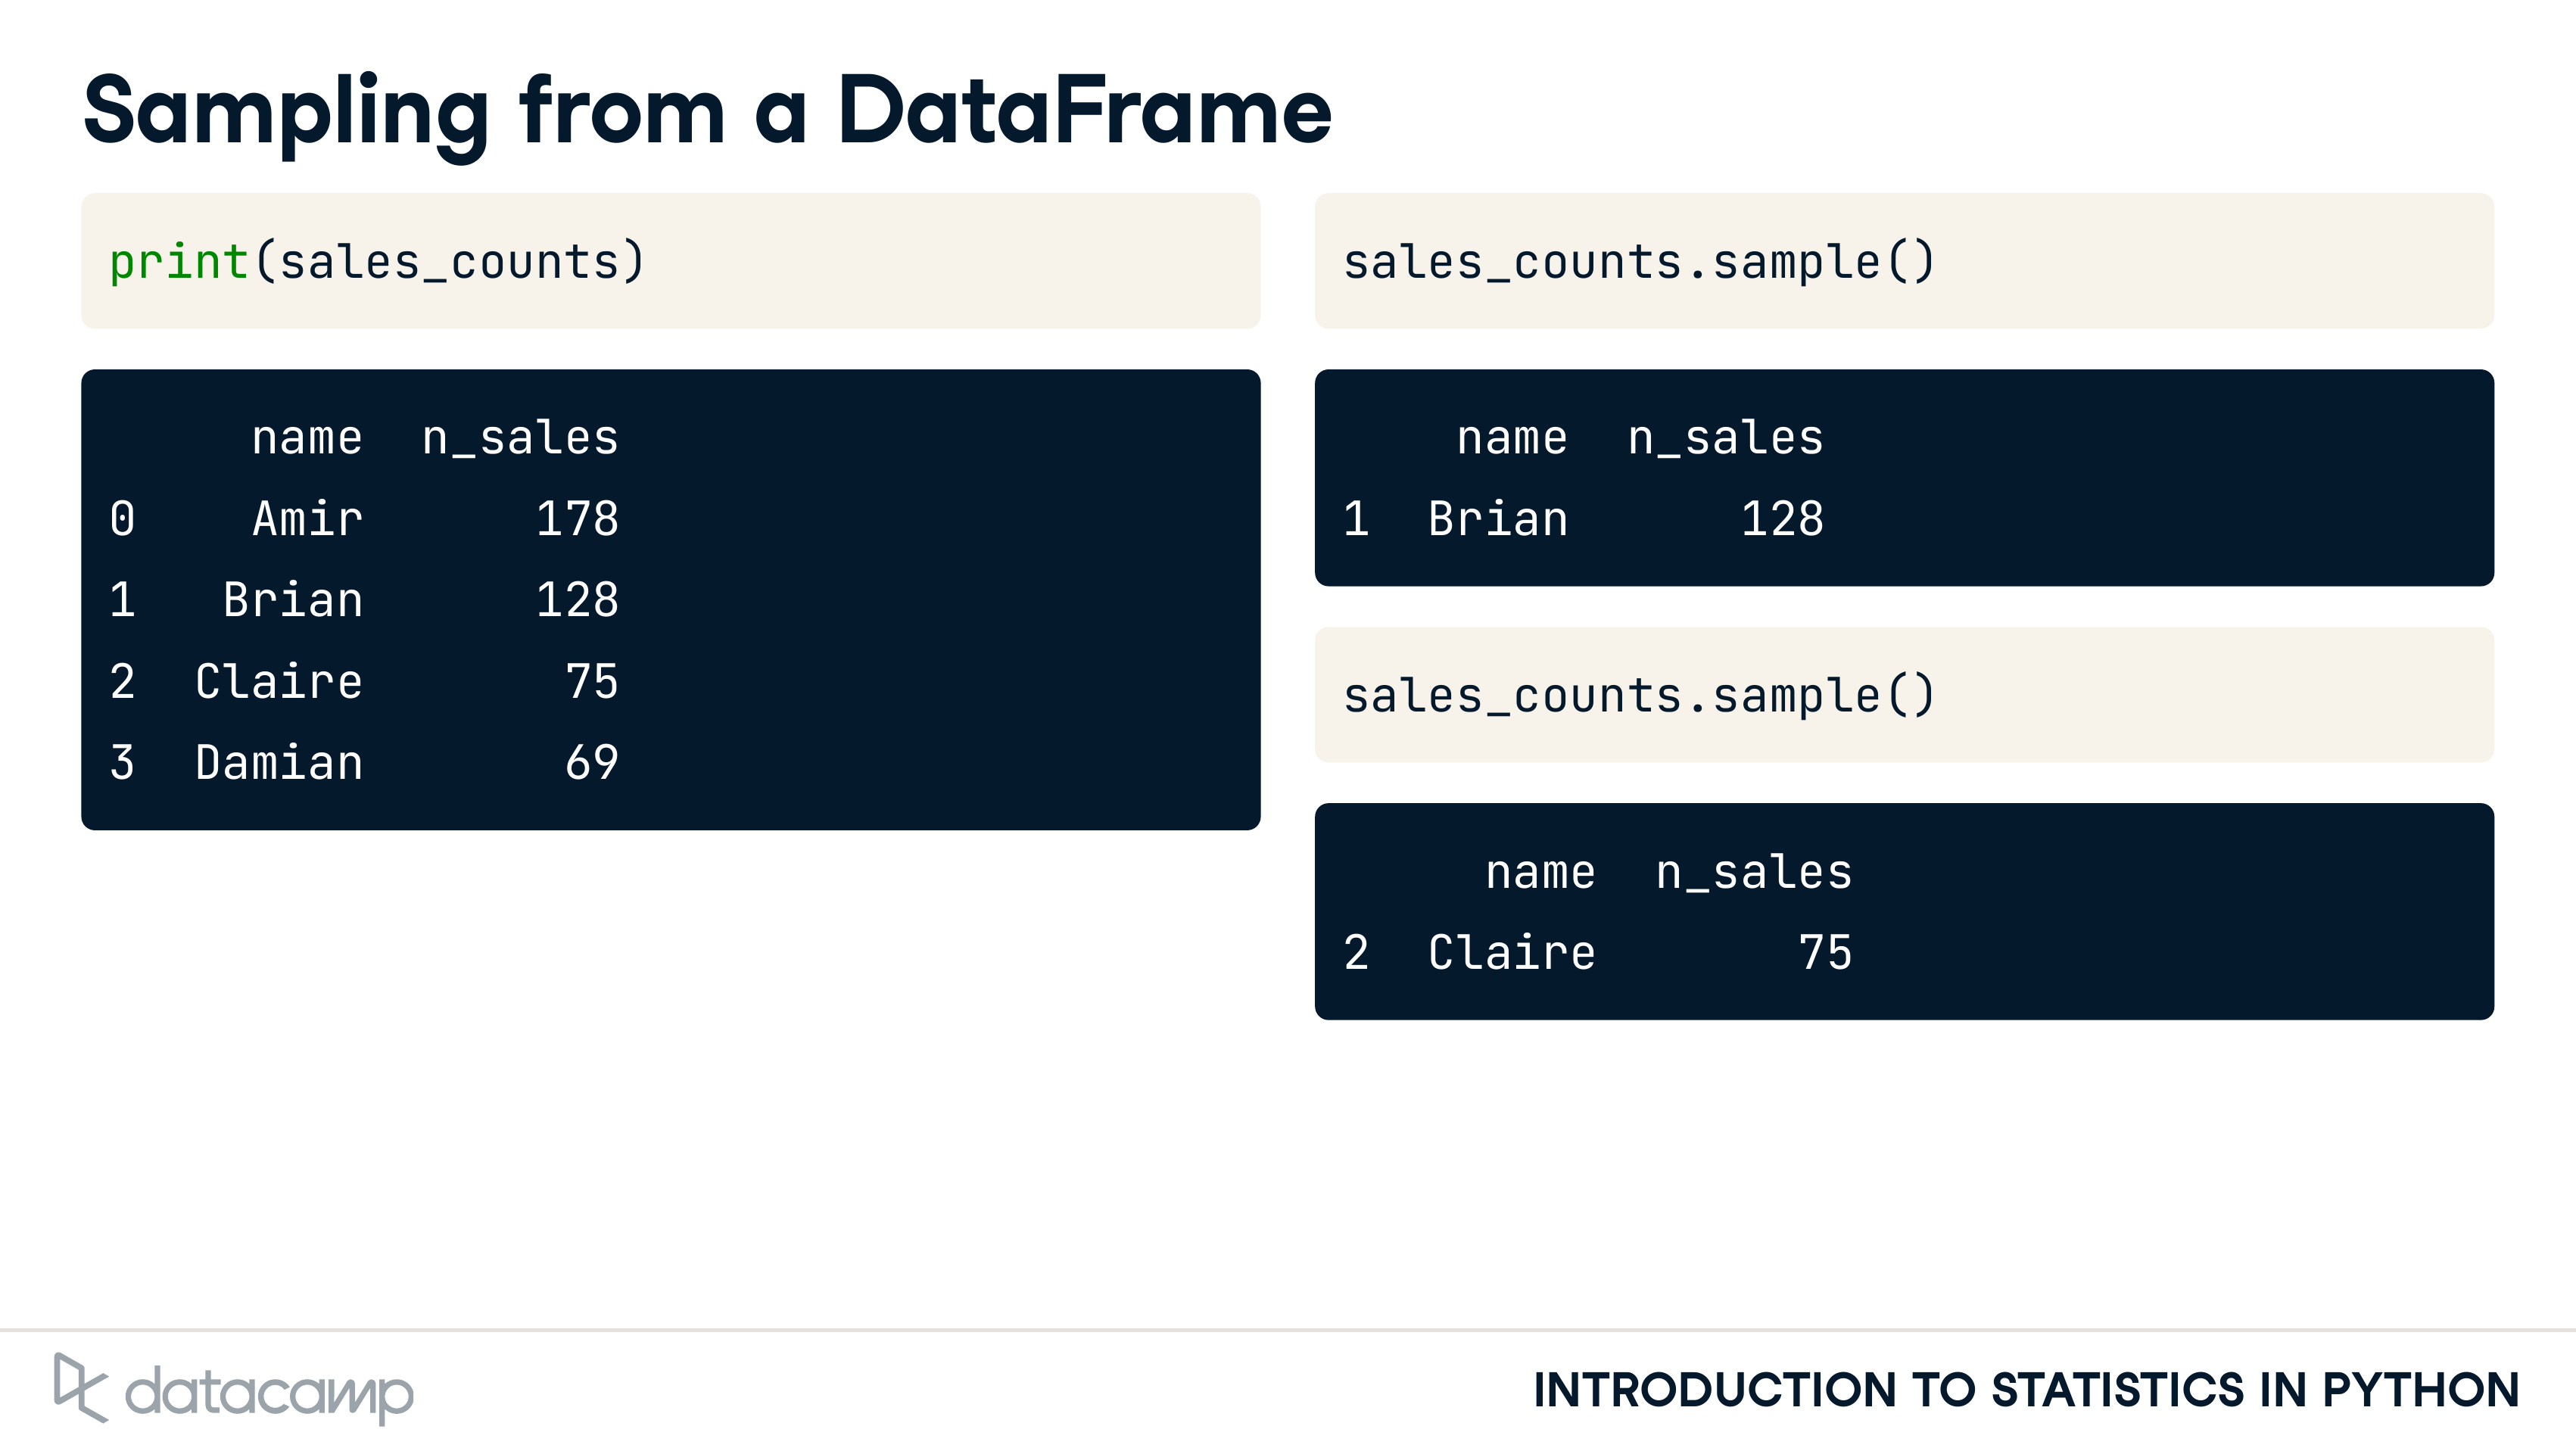 Sampling from a DataFrame
print(sales_counts)
name n_sales
0 Amir 178
1 Brian 128
2 Claire 75
3 Damian 69
sales_counts.sample()
name n_sales
1 Brian 128
sales_counts.sample()
name n_sales
2 Claire 75
datacamp
INTRODUCTION TO STATISTICS IN PYTHON